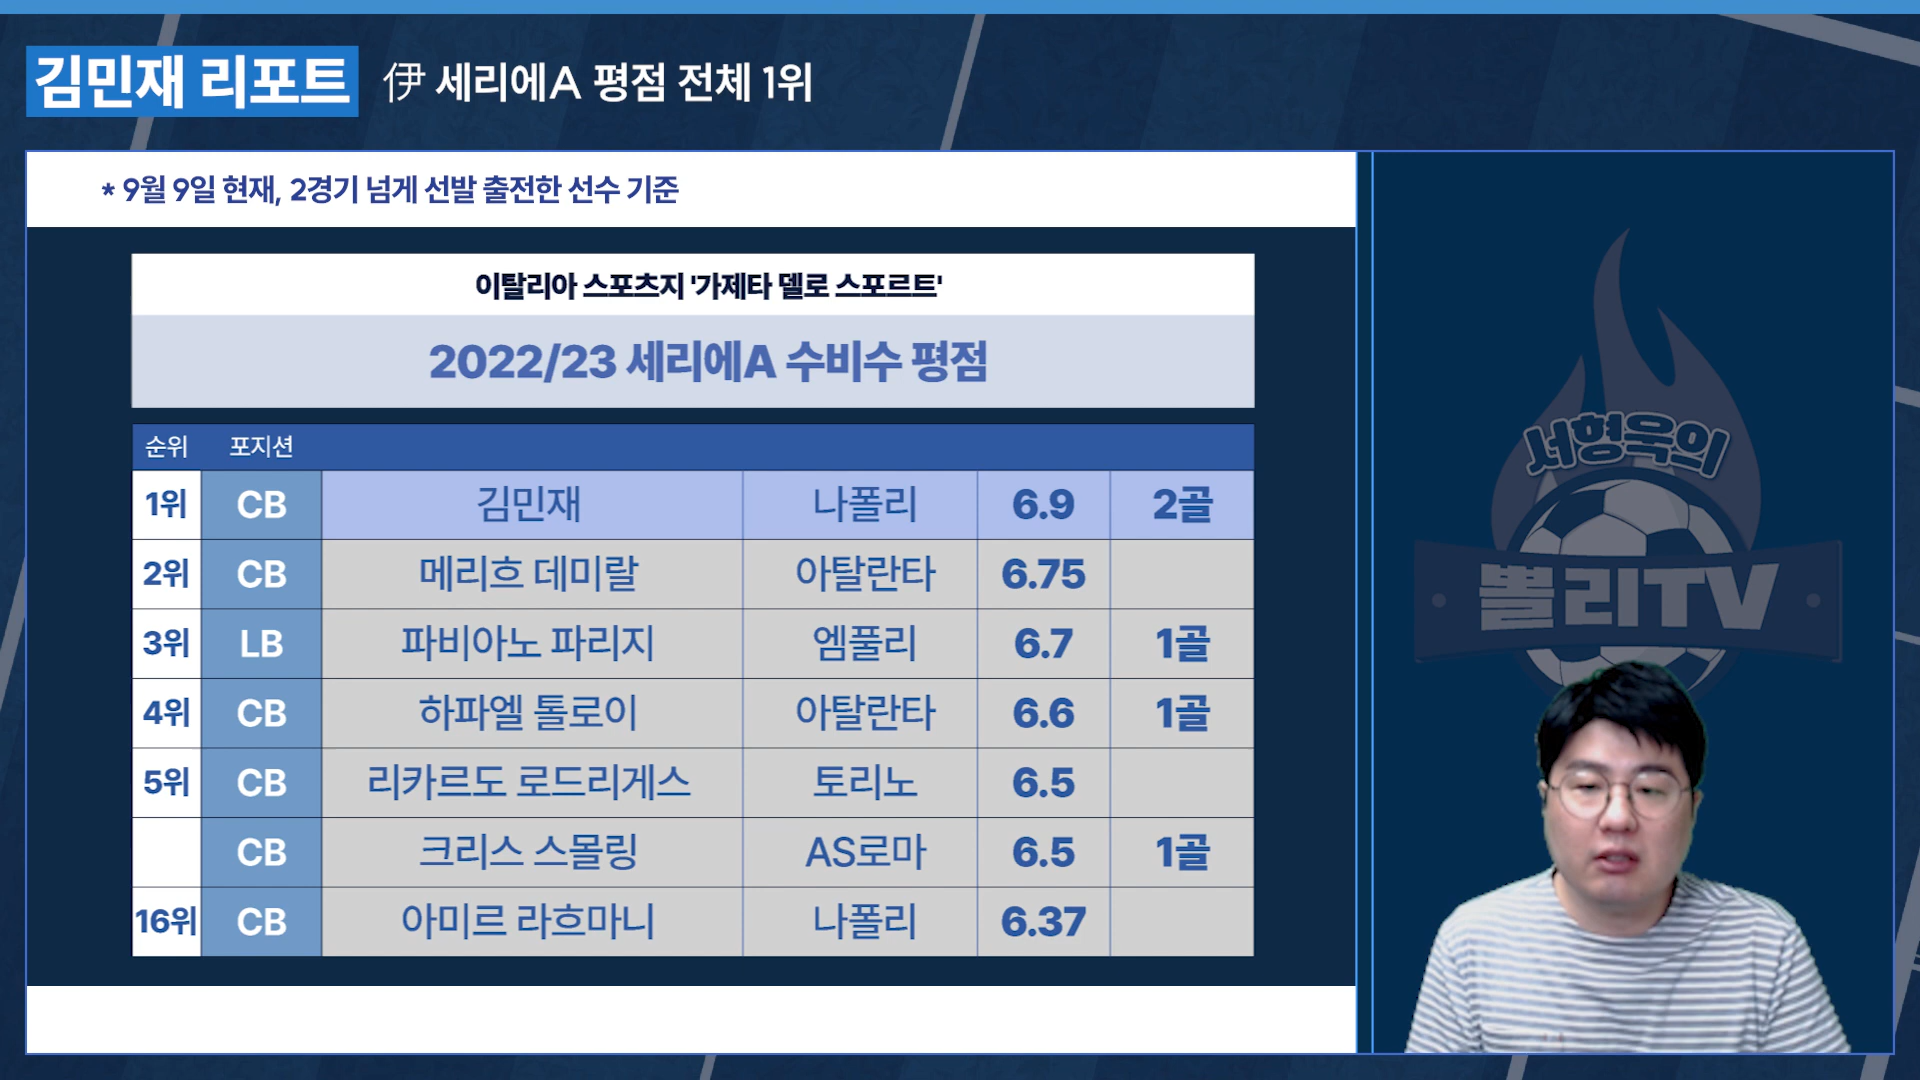 김민재 리포트 伊 세리에A 평점 전체 1위
* 9월 9일 현재, 2경기 넘게 선발 출전한 선수 기준
이탈리아 스포츠지 '가제타 델로 스포르트'
2022/23 세리에A 수비수 평점
순위 포지션
1위 CB 김민재 나폴리 6.9 2골
2위 CB 메리흐 데미랄 아탈란타 6.75
3위 LB 파비아노 파리지 엠폴리 6.7 1골
4위 CB 하파엘 톨로이 아탈란타 6.6 1골
5위 CB 리카르도 로드리게스 토리노 6.5
CB 크리스 스몰링 AS로마 6.5 1골
16위 CB 아미르 라흐마니 나폴리 6.37
서형욱의
뽈리TV